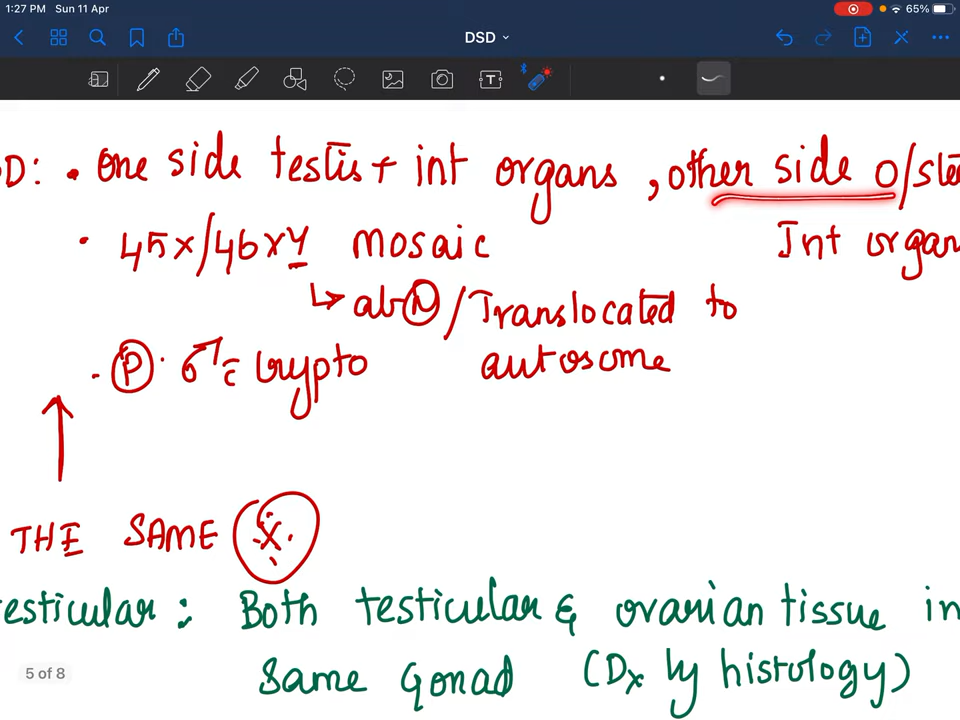 1:27 PM Sun 11 Apr
65%
DSD
T
D: • One side testis + int organs, other side O/ste
• 45x/46xy mosaic Int orga
↳ abN / Translocated to
- P. ♂ c̄ Crypto autosome
↑
THE SAME X
esticular: Both testicular & ovarian tissue in
5 of 8
Same Gonad (Dx by histology)